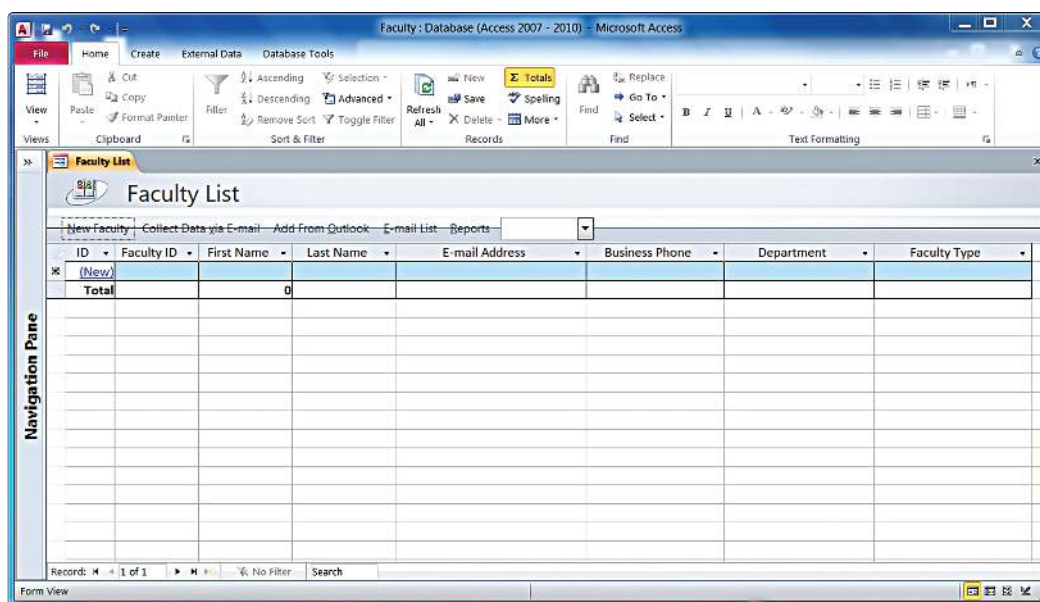 Faculty : Database (Access 2007 - 2010) - Microsoft Access
File Home Create External Data Database Tools
View Paste Cut Copy Format Painter Filter Ascending Descending Remove Sort Selection Advanced Toggle Filter Refresh All New Save Delete Σ Totals Spelling More Find Replace Go To Select B I U A
Views Clipboard Sort & Filter Records Find Text Formatting
Faculty List
Faculty List
New Faculty Collect Data via E-mail Add From Outlook E-mail List Reports
ID Faculty ID First Name Last Name E-mail Address Business Phone Department Faculty Type
(New)
Total 0
Navigation Pane
Record: 1 of 1 No Filter Search
Form View